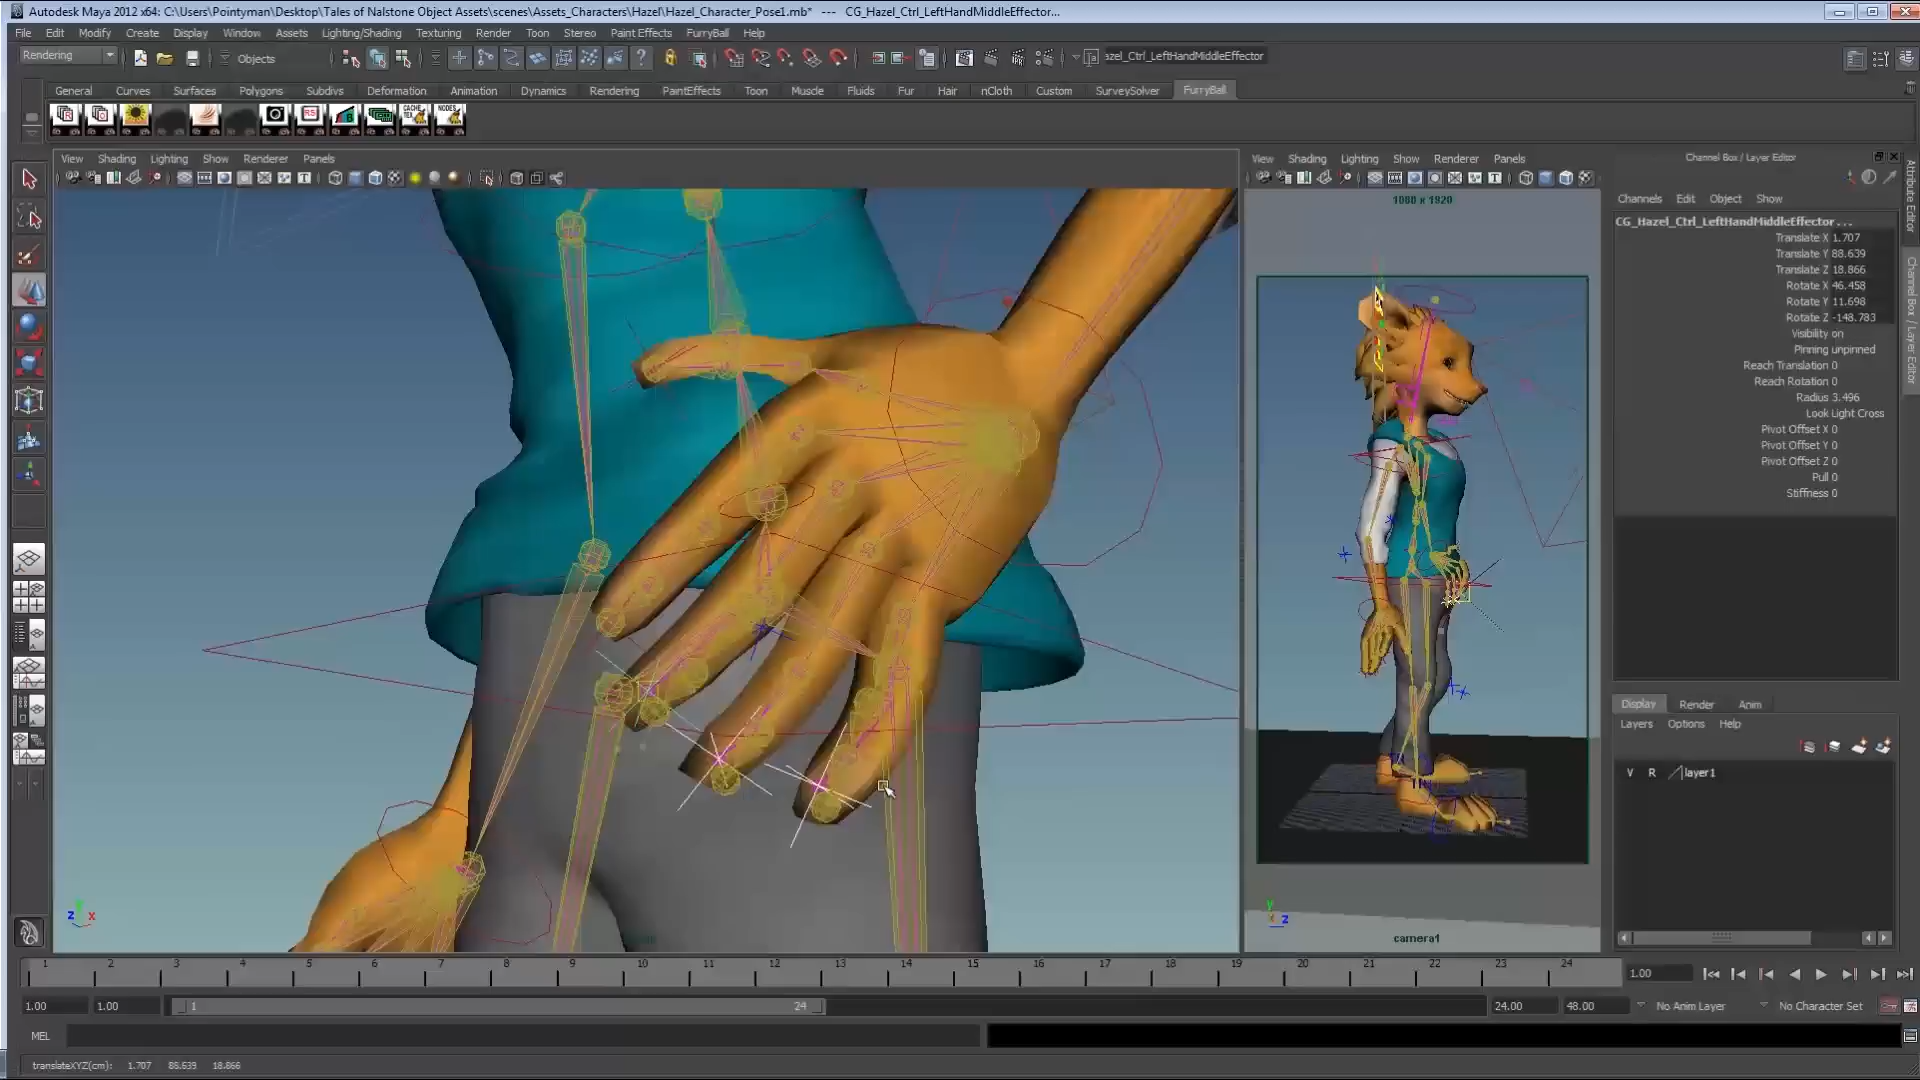 Autodesk Maya 2012 x64: C:\Users\Pointyman\Desktop\Tales of Nalstone Object Assets\scenes\Assets_Characters\Hazel\Hazel_Character_Pose1.mb* --- CG_Hazel_Ctrl_LeftHandMiddleEffector...
File Edit Modify Create Display Window Assets Lighting/Shading Texturing Render Toon Stereo Paint Effects FurryBall Help
Rendering Objects azel_Ctrl_LeftHandMiddleEffector
General Curves Surfaces Polygons Subdivs Deformation Animation Dynamics Rendering PaintEffects Toon Muscle Fluids Fur Hair nCloth Custom SurveySolver FurryBall
View Shading Lighting Show Renderer Panels
View Shading Lighting Show Renderer Panels
1080 x 1920
camera1
Channel Box / Layer Editor
Channels Edit Object Show
CG_Hazel_Ctrl_LeftHandMiddleEffector . . .
Translate X 1.707
Translate Y 88.639
Translate Z 18.866
Rotate X 46.458
Rotate Y 11.698
Rotate Z -148.783
Visibility on
Pinning unpinned
Reach Translation 0
Reach Rotation 0
Radius 3.496
Look Light Cross
Pivot Offset X 0
Pivot Offset Y 0
Pivot Offset Z 0
Pull 0
Stiffness 0
Display Render Anim
Layers Options Help
V R layer1
Attribute Editor
Channel Box / Layer Editor
1 2 3 4 5 6 7 8 9 10 11 12 13 14 15 16 17 18 19 20 21 22 23 24 1.00
1.00 1.00 1 24 24.00 48.00 No Anim Layer No Character Set
MEL
translateXYZ(cm): 1.707 88.639 18.866